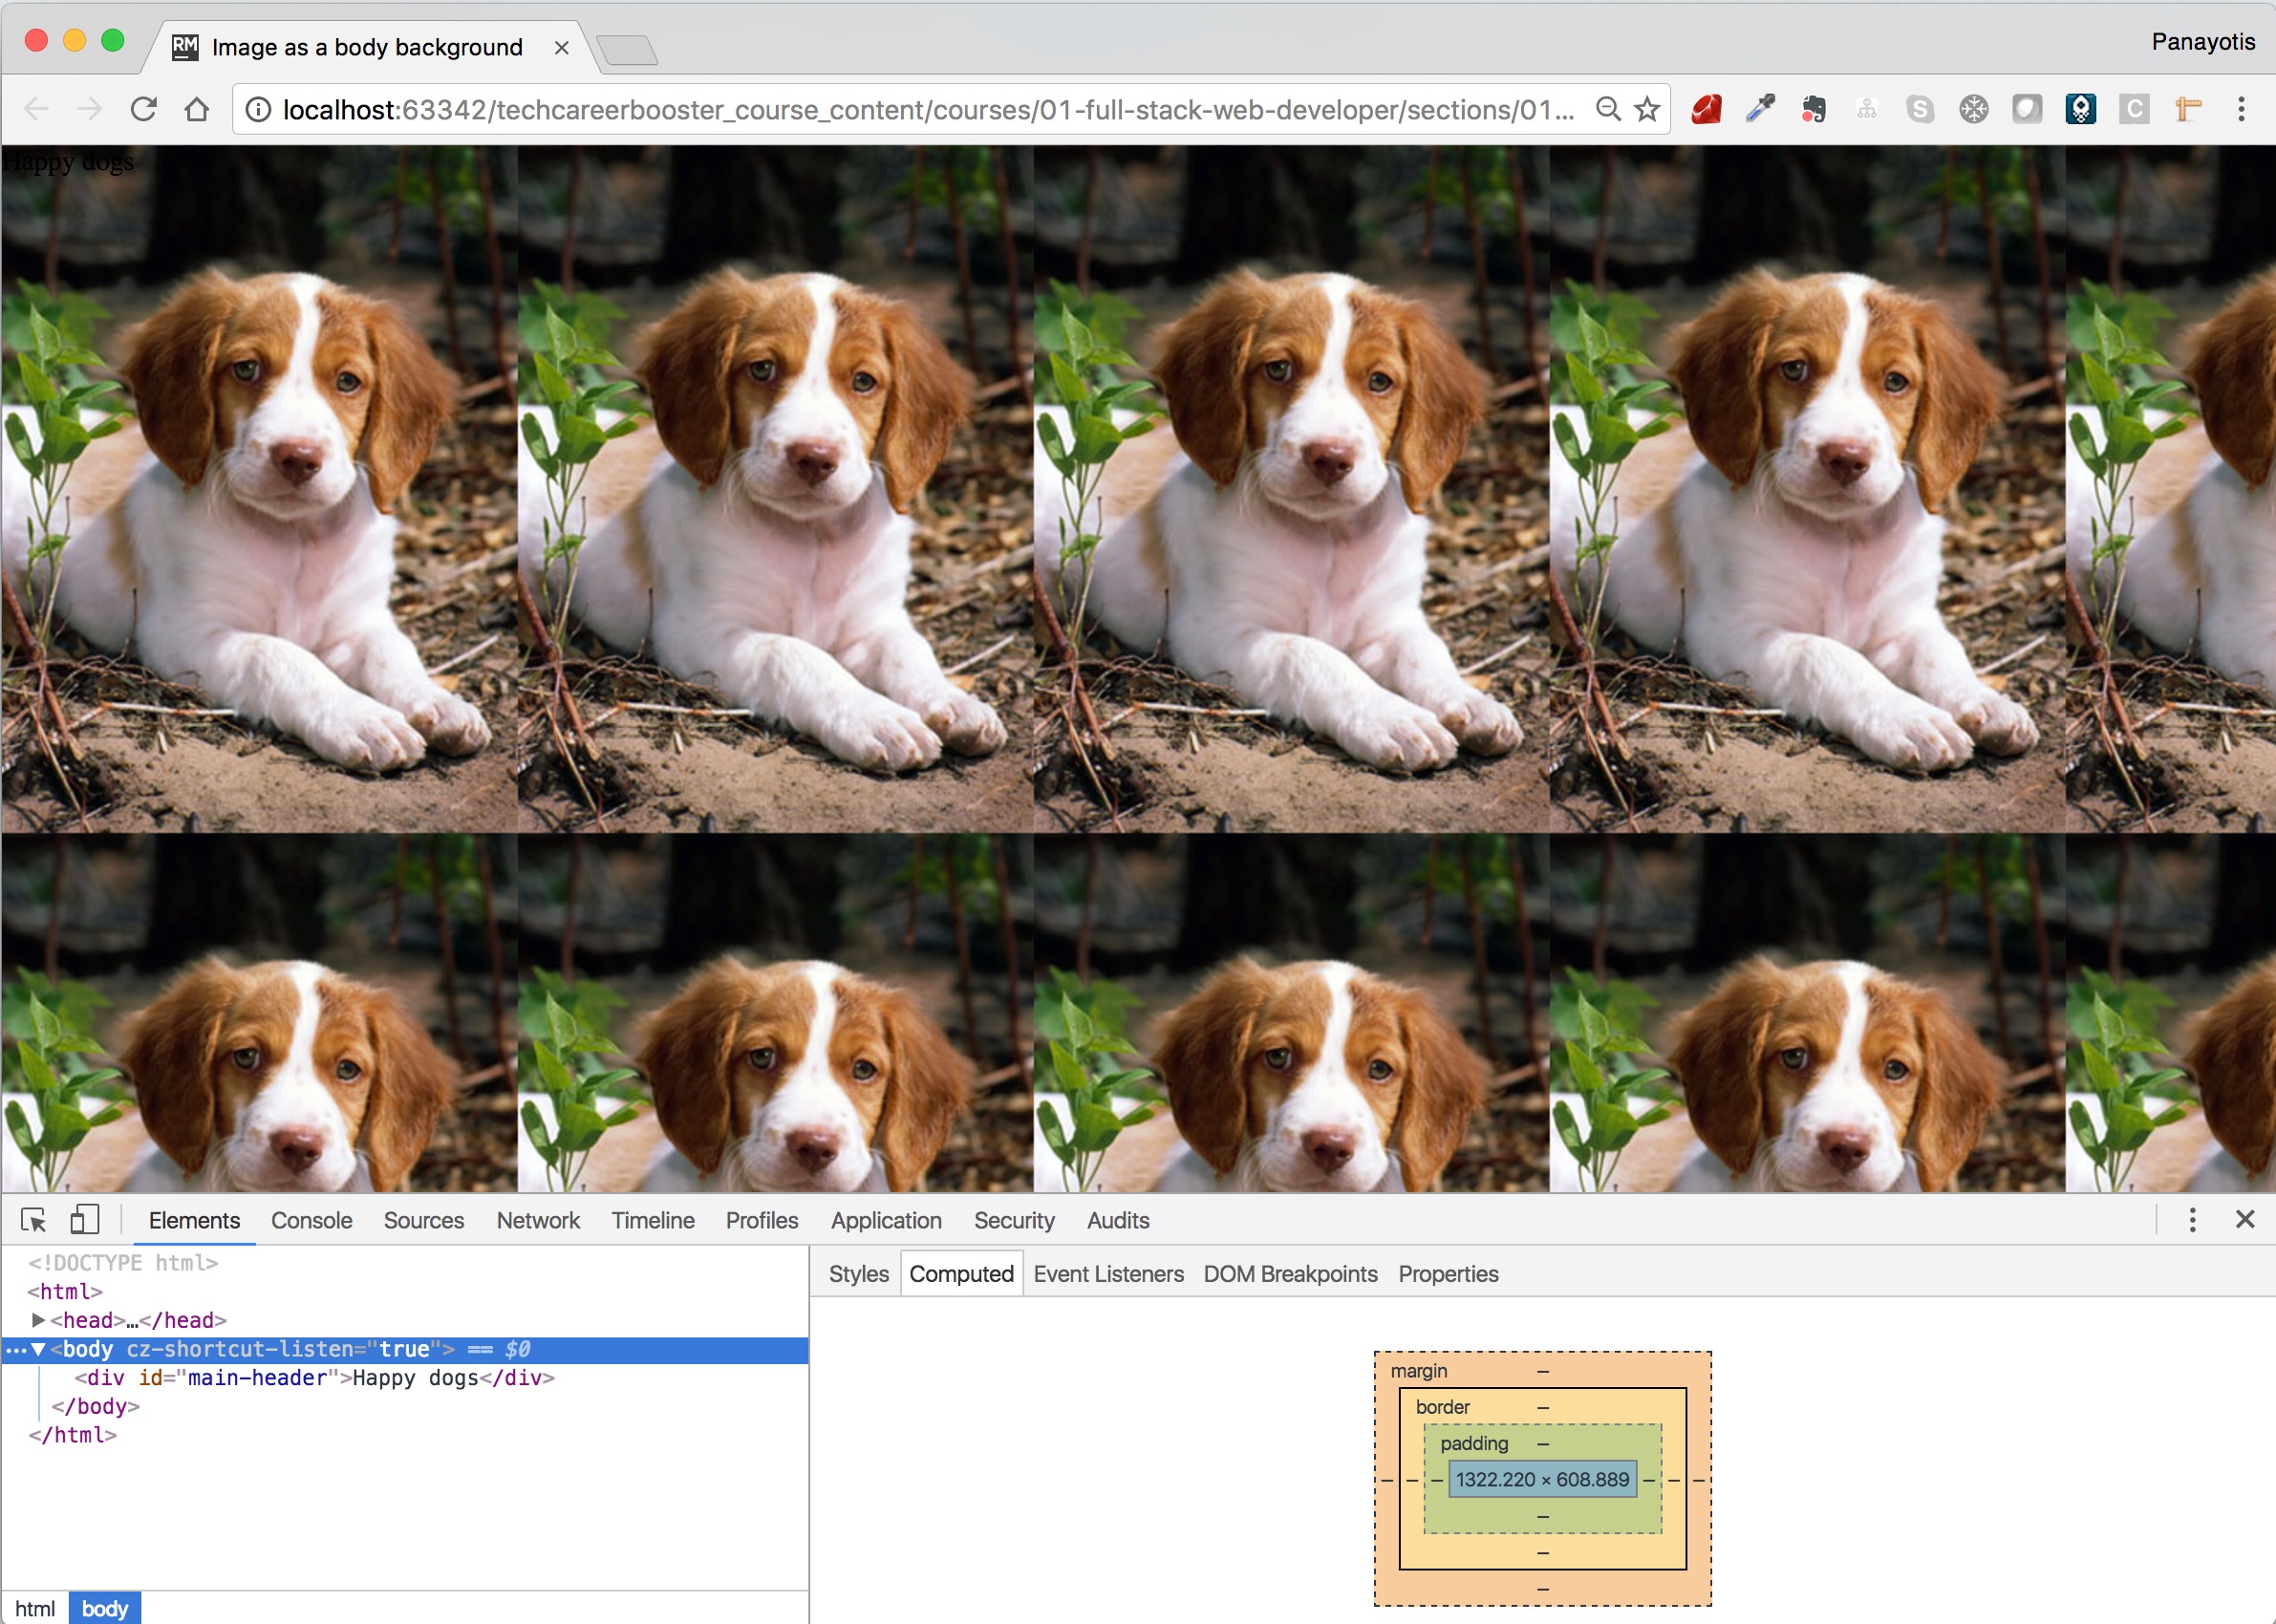 RM Image as a body background
Panayotis
localhost:63342/techcareerbooster_course_content/courses/01-full-stack-web-developer/sections/01...
S C
Happy dogs
Elements Console Sources Network Timeline Profiles Application Security Audits
<!DOCTYPE html>
<html>
<head>…</head>
<body cz-shortcut-listen="true"> == $0
<div id="main-header">Happy dogs</div>
</body>
</html>
html body
Styles Computed Event Listeners DOM Breakpoints Properties
margin –
border –
padding –
– – – 1322.220 × 608.889 – – –
–
–
–